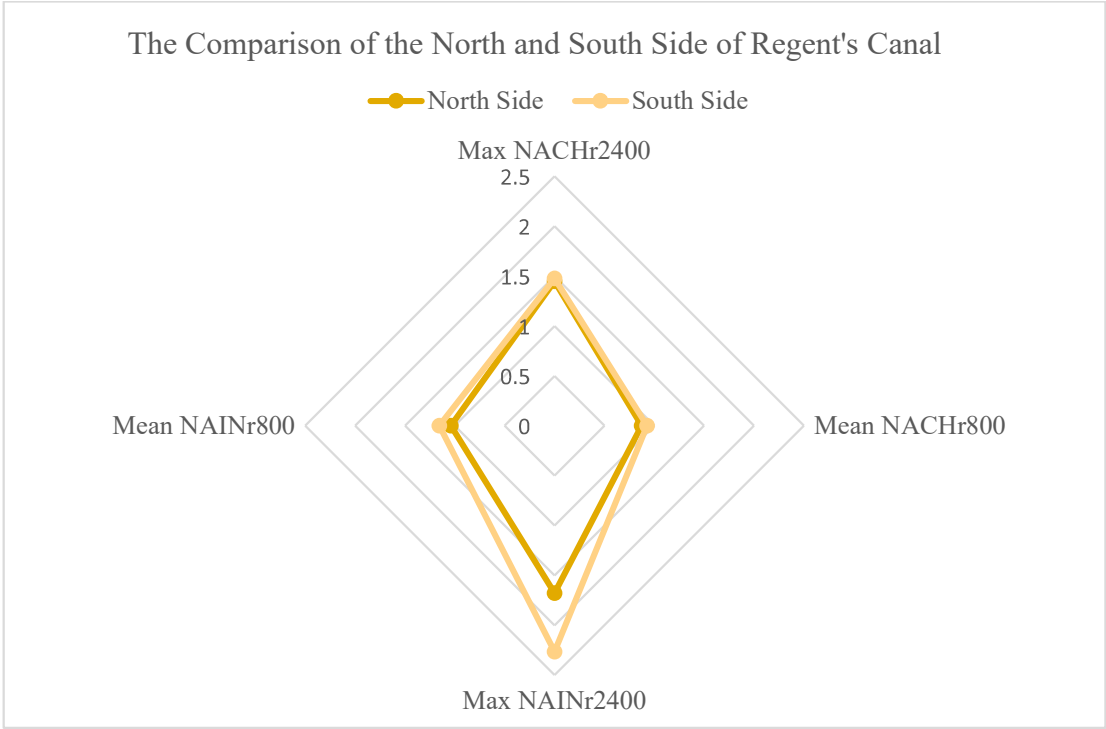 The Comparison of the North and South Side of Regent's Canal
North Side South Side
Max NACHr2400
2.5
2
1.5
1
0.5
Mean NAINr800 0 Mean NACHr800
Max NAINr2400